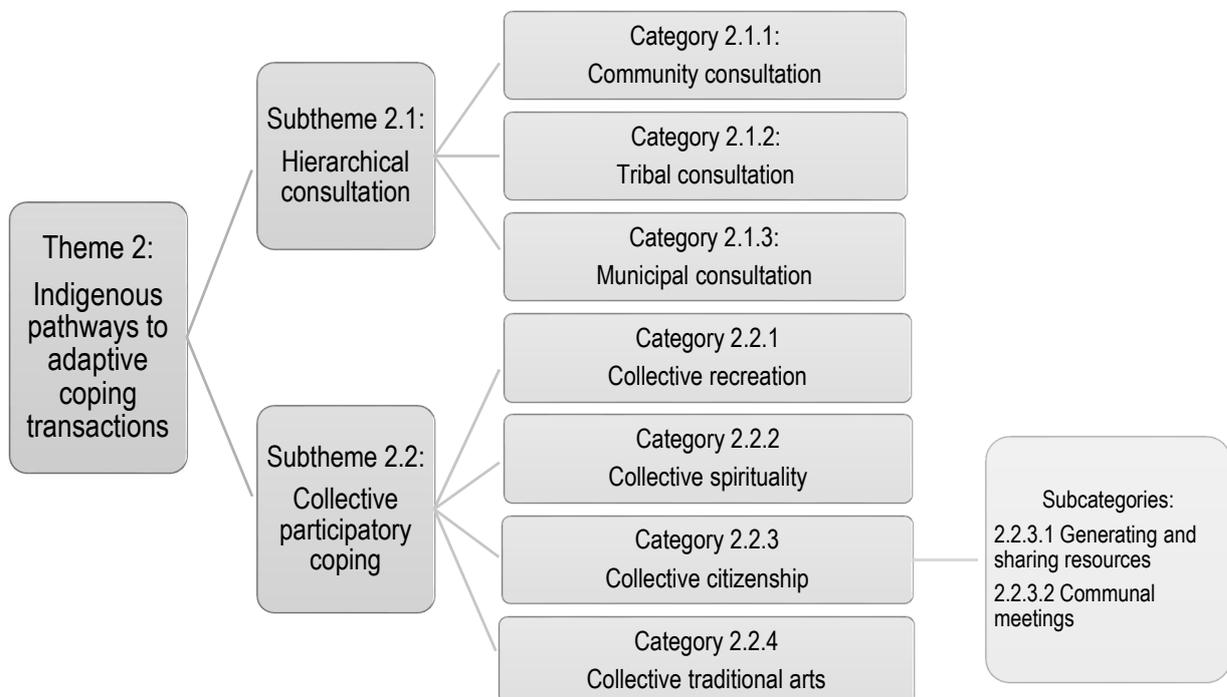 Theme 2:
Indigenous
pathways to
adaptive
coping
transactions
Subtheme 2.1:
Hierarchical
consultation
Category 2.1.1:
Community consultation
Category 2.1.2:
Tribal consultation
Category 2.1.3:
Municipal consultation
Subtheme 2.2:
Collective
participatory
coping
Category 2.2.1
Collective recreation
Category 2.2.2
Collective spirituality
Category 2.2.3
Collective citizenship
Subcategories:
2.2.3.1 Generating and
sharing resources
2.2.3.2 Communal
meetings
Category 2.2.4
Collective traditional arts